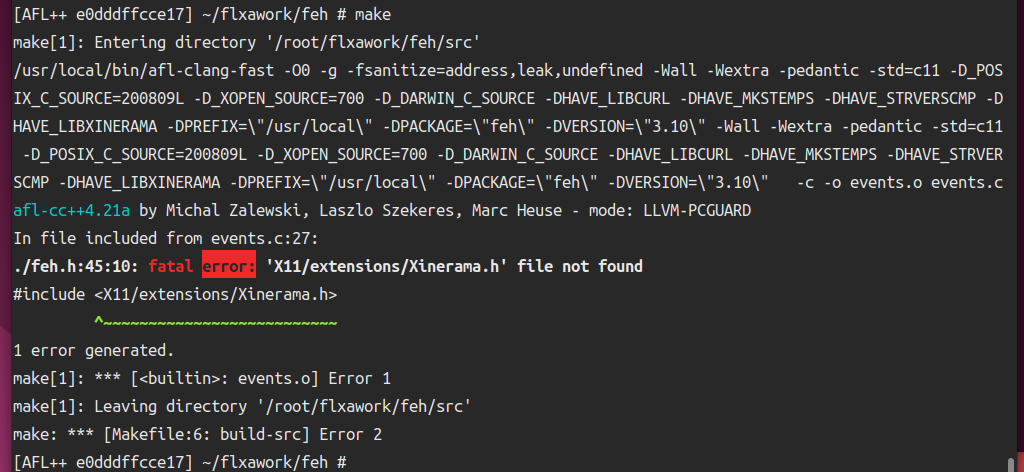 [AFL++ e0dddffcce17] ~/flxawork/feh # make
make[1]: Entering directory '/root/flxawork/feh/src'
/usr/local/bin/afl-clang-fast -O0 -g -fsanitize=address,leak,undefined -Wall -Wextra -pedantic -std=c11 -D_POS
IX_C_SOURCE=200809L -D_XOPEN_SOURCE=700 -D_DARWIN_C_SOURCE -DHAVE_LIBCURL -DHAVE_MKSTEMPS -DHAVE_STRVERSCMP -D
HAVE_LIBXINERAMA -DPREFIX=\"/usr/local\" -DPACKAGE=\"feh\" -DVERSION=\"3.10\" -Wall -Wextra -pedantic -std=c11
 -D_POSIX_C_SOURCE=200809L -D_XOPEN_SOURCE=700 -D_DARWIN_C_SOURCE -DHAVE_LIBCURL -DHAVE_MKSTEMPS -DHAVE_STRVER
SCMP -DHAVE_LIBXINERAMA -DPREFIX=\"/usr/local\" -DPACKAGE=\"feh\" -DVERSION=\"3.10\"   -c -o events.o events.c
afl-cc++4.21a by Michal Zalewski, Laszlo Szekeres, Marc Heuse - mode: LLVM-PCGUARD
In file included from events.c:27:
./feh.h:45:10: fatal error: 'X11/extensions/Xinerama.h' file not found
#include <X11/extensions/Xinerama.h>
         ^~~~~~~~~~~~~~~~~~~~~~~~~~~
1 error generated.
make[1]: *** [<builtin>: events.o] Error 1
make[1]: Leaving directory '/root/flxawork/feh/src'
make: *** [Makefile:6: build-src] Error 2
[AFL++ e0dddffcce17] ~/flxawork/feh #